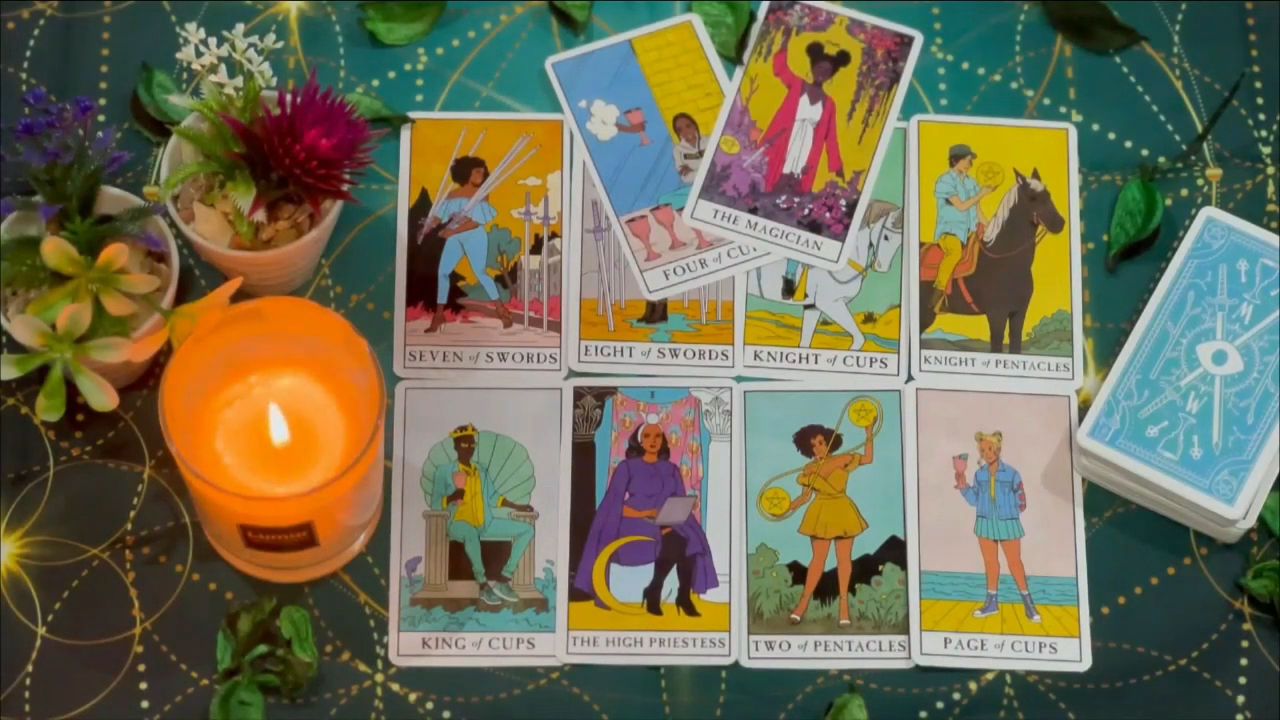 THE MAGICIAN
FOUR of CU
SEVEN of SWORDS
EIGHT of SWORDS
KNIGHT of CUPS
KNIGHT of PENTACLES
II
KING of CUPS
THE HIGH PRIESTESS
TWO of PENTACLES
PAGE of CUPS